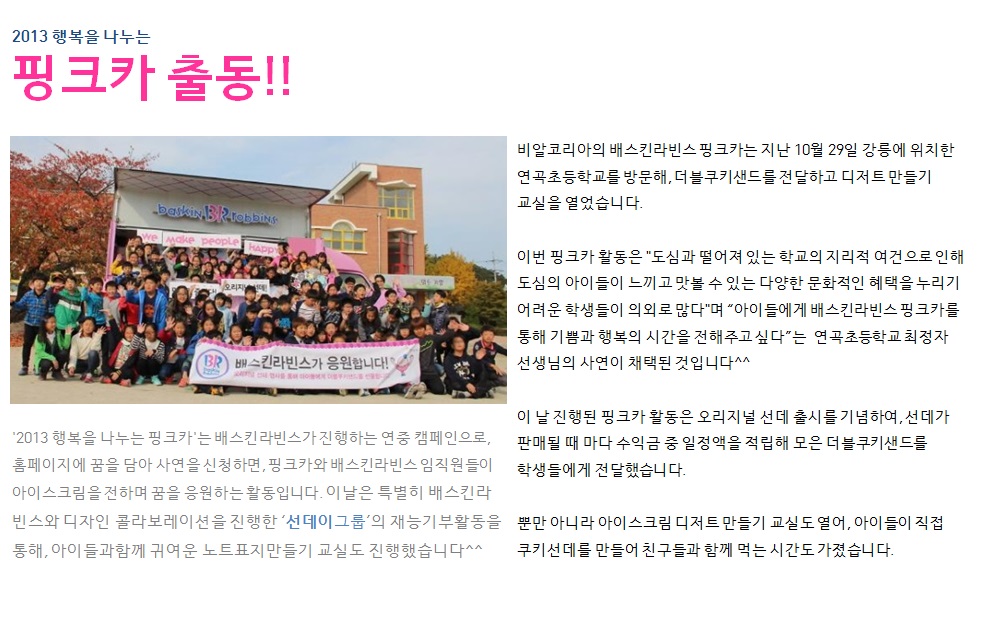 2013 행복을 나누는
핑크카 출동!!
baskin BR robbins
we make people happy
오리지널 선데!
BR
배스킨라빈스가 응원합니다!
'2013 행복을 나누는 핑크카'는 배스킨라빈스가 진행하는 연중 캠페인으로,
홈페이지에 꿈을 담아 사연을 신청하면, 핑크카와 배스킨라빈스 임직원들이
아이스크림을 전하며 꿈을 응원하는 활동입니다. 이날은 특별히 배스킨라
빈스와 디자인 콜라보레이션을 진행한 ‘선데이그룹’의 재능기부활동을
통해, 아이들과함께 귀여운 노트표지만들기 교실도 진행했습니다^^
비알코리아의 배스킨라빈스 핑크카는 지난 10월 29일 강릉에 위치한
연곡초등학교를 방문해, 더블쿠키샌드를 전달하고 디저트 만들기
교실을 열었습니다.
이번 핑크카 활동은 "도심과 떨어져 있는 학교의 지리적 여건으로 인해
도심의 아이들이 느끼고 맛볼 수 있는 다양한 문화적인 혜택을 누리기
어려운 학생들이 의외로 많다"며 “아이들에게 배스킨라빈스 핑크카를
통해 기쁨과 행복의 시간을 전해주고 싶다”는 연곡초등학교 최정자
선생님의 사연이 채택된 것입니다^^
이 날 진행된 핑크카 활동은 오리지널 선데 출시를 기념하여, 선데가
판매될 때 마다 수익금 중 일정액을 적립해 모은 더블쿠키샌드를
학생들에게 전달했습니다.
뿐만 아니라 아이스크림 디저트 만들기 교실도 열어, 아이들이 직접
쿠키선데를 만들어 친구들과 함께 먹는 시간도 가졌습니다.